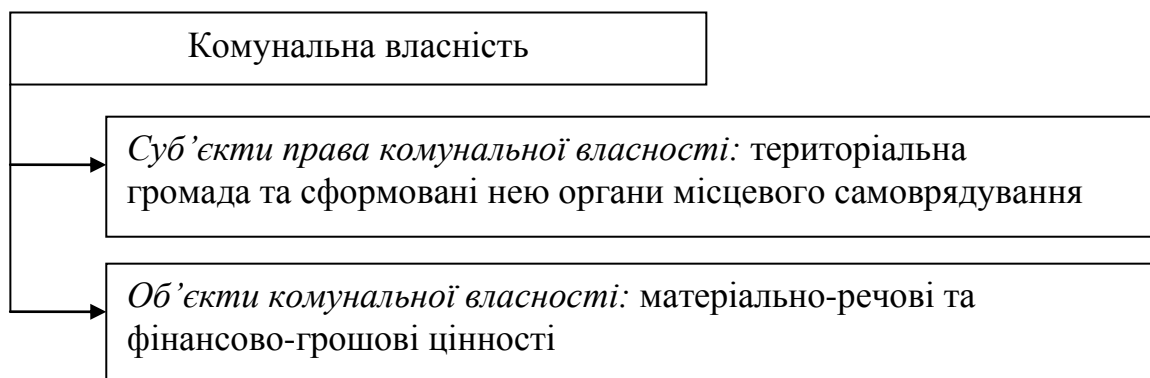 Комунальна власність
Суб’єкти права комунальної власності: територіальна
громада та сформовані нею органи місцевого самоврядування
Об’єкти комунальної власності: матеріально-речові та
фінансово-грошові цінності